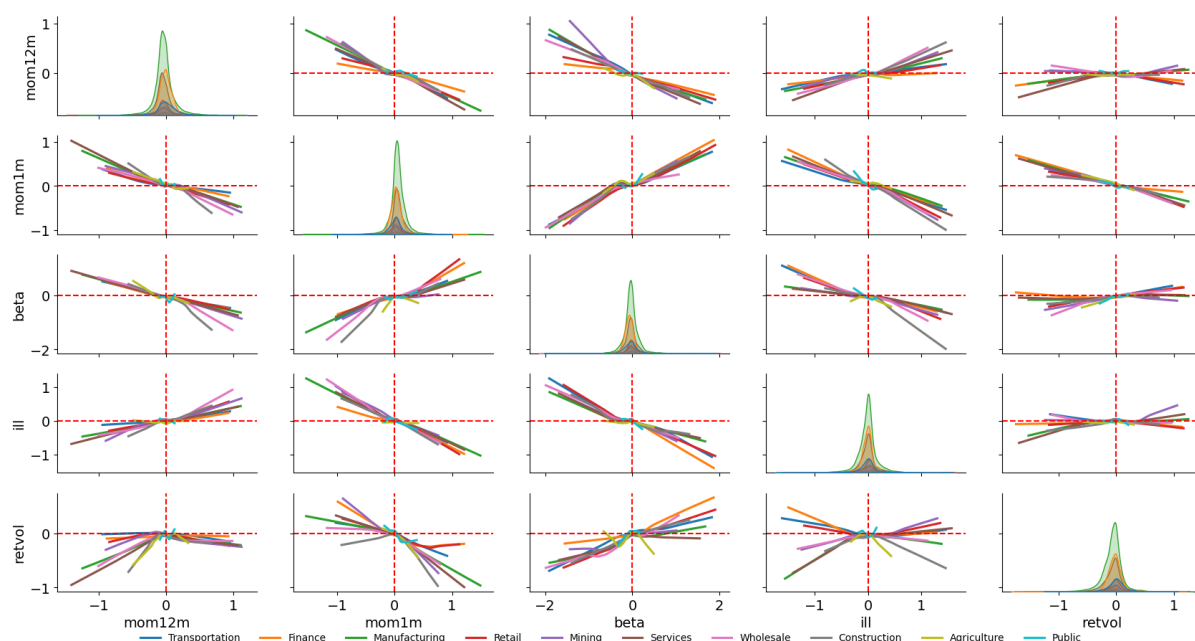 mom12m
1
0
mom1m
1
0
−1
beta
0
−2
ill
1
0
−1
retvol
0
−1
−1 0 1
−1 0 1
−2 0 2
−1 0 1
−1 0 1
mom12m mom1m beta ill retvol
Transportation Finance Manufacturing Retail Mining Services Wholesale Construction Agriculture Public